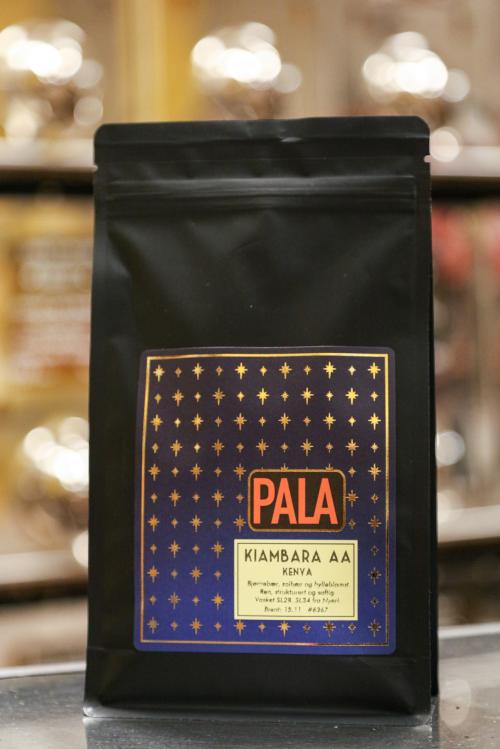 PALA
KIAMBARA AA
KENYA
Bjørnebær, solbær og hylleblomst.
Ren, strukturert og saftig.
Vasket SL28, SL34 fra Nyeri.
Brent: 15.11 #6367